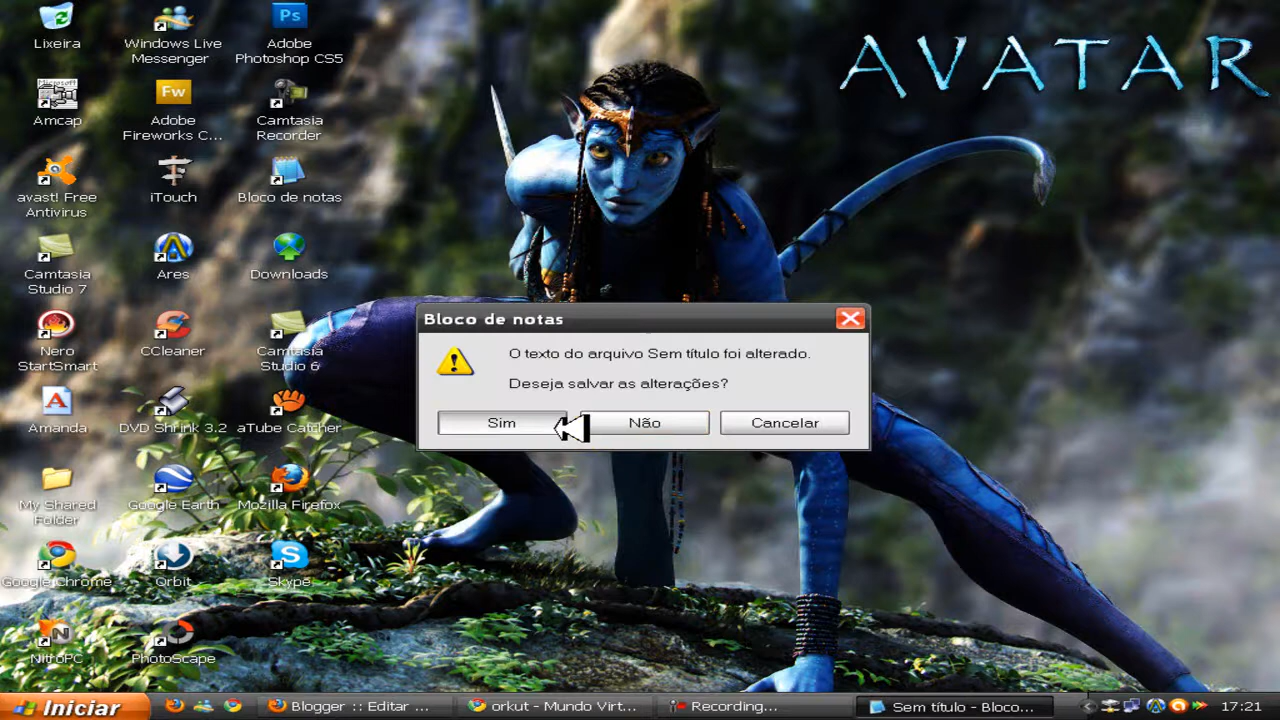 Lixeira
Windows Live
Messenger
Adobe
Photoshop CS5
Ps
AVATAR
Amcap
Microsoft
Fw
Adobe
Fireworks C...
Camtasia
Recorder
avast! Free
Antivirus
iTouch
Bloco de notas
Camtasia
Studio 7
Ares
Downloads
Nero
StartSmart
CCleaner
Camtasia
Studio 6
Bloco de notas
O texto do arquivo Sem título foi alterado.
Deseja salvar as alterações?
Sim
Não
Cancelar
Amanda
DVD Shrink 3.2
aTube Catcher
My Shared
Folder
Google Earth
Mozilla Firefox
Google Chrome
Orbit
Skype
NitroPC
PhotoScape
Iniciar
Blogger :: Editar ...
orkut - Mundo Virt...
Recording...
Sem título - Bloco...
17:21